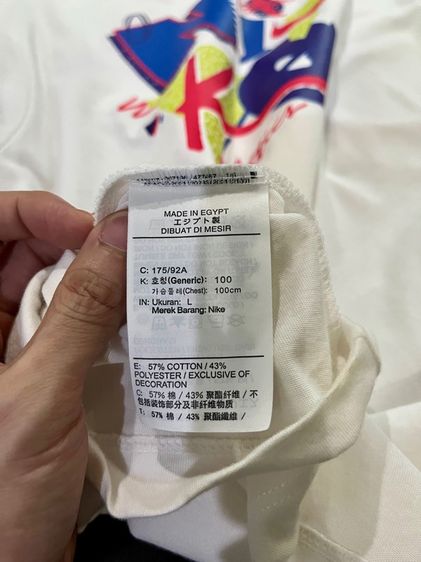 MADE IN EGYPT
エジプト製
DIBUAT DI MESIR
C: 175/92A
K: 호칭(Generic): 100
가슴둘레(Chest): 100cm
IN: Ukuran: L
Merek Barang: Nike
E: 57% COTTON / 43%
POLYESTER / EXCLUSIVE OF
DECORATION
C: 57% 棉 / 43% 聚酯纤维 / 不
包括装饰部分及非纤维物质
T: 57% 棉 / 43% 聚酯纖維 /